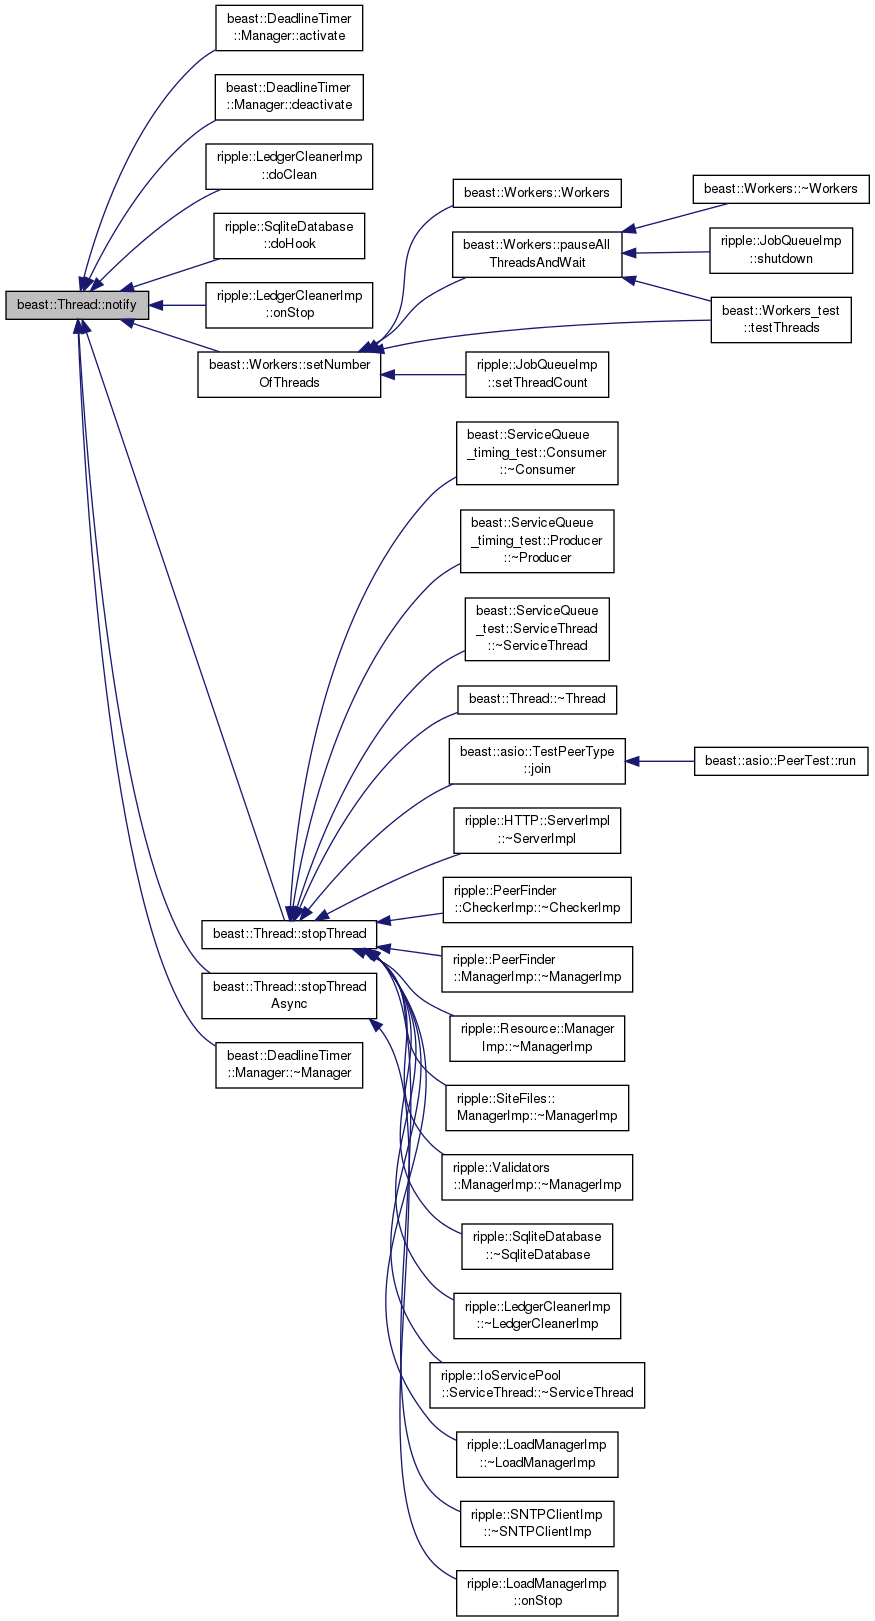 beast::DeadlineTimer
::Manager::activate
beast::DeadlineTimer
::Manager::deactivate
ripple::LedgerCleanerImp
::doClean
ripple::SqliteDatabase
::doHook
beast::Thread::notify
ripple::LedgerCleanerImp
::onStop
beast::Workers::setNumber
OfThreads
beast::Thread::stopThread
beast::Thread::stopThread
Async
beast::DeadlineTimer
::Manager::~Manager
beast::Workers::Workers
beast::Workers::pauseAll
ThreadsAndWait
ripple::JobQueueImp
::setThreadCount
beast::ServiceQueue
_timing_test::Consumer
::~Consumer
beast::ServiceQueue
_timing_test::Producer
::~Producer
beast::ServiceQueue
_test::ServiceThread
::~ServiceThread
beast::Thread::~Thread
beast::asio::TestPeerType
::join
ripple::HTTP::ServerImpl
::~ServerImpl
ripple::PeerFinder
::CheckerImp::~CheckerImp
ripple::PeerFinder
::ManagerImp::~ManagerImp
ripple::Resource::Manager
Imp::~ManagerImp
ripple::SiteFiles::
ManagerImp::~ManagerImp
ripple::Validators
::ManagerImp::~ManagerImp
ripple::SqliteDatabase
::~SqliteDatabase
ripple::LedgerCleanerImp
::~LedgerCleanerImp
ripple::IoServicePool
::ServiceThread::~ServiceThread
ripple::LoadManagerImp
::~LoadManagerImp
ripple::SNTPClientImp
::~SNTPClientImp
ripple::LoadManagerImp
::onStop
beast::Workers::~Workers
ripple::JobQueueImp
::shutdown
beast::Workers_test
::testThreads
beast::asio::PeerTest::run